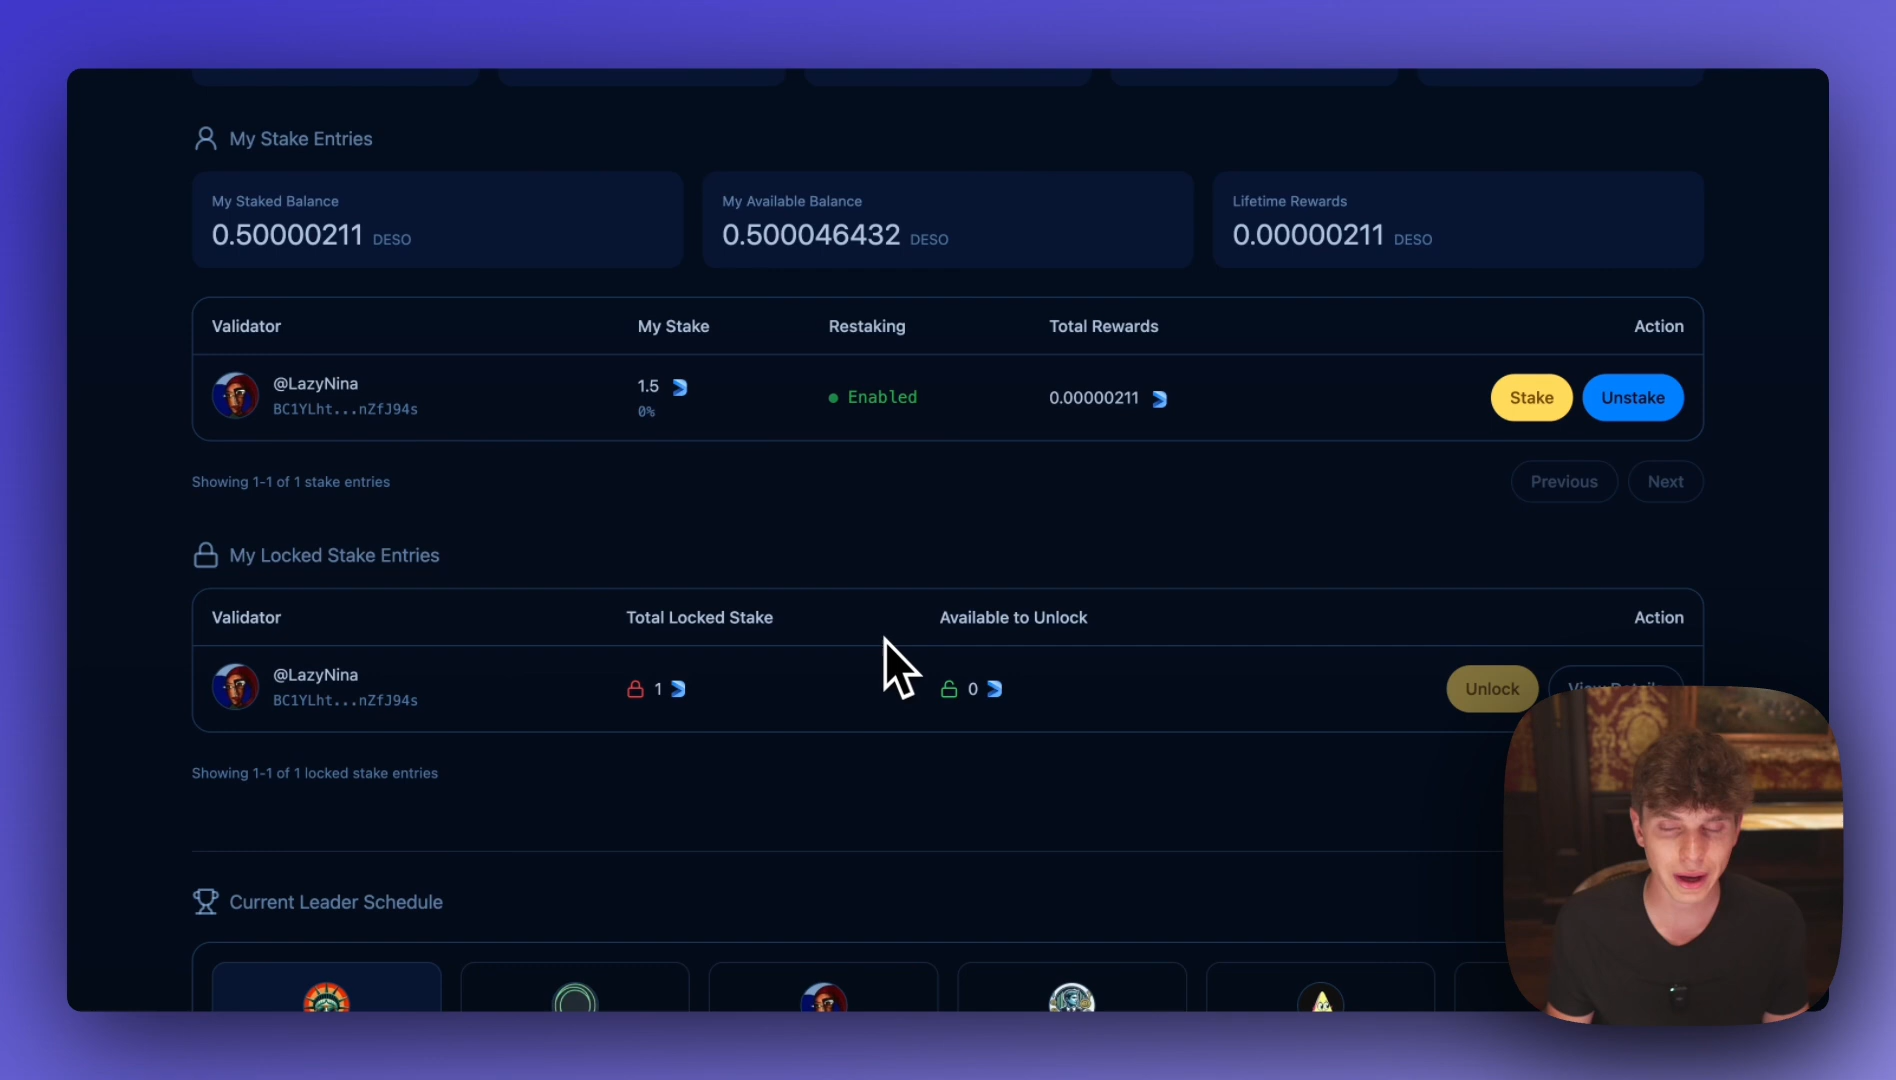 My Stake Entries
My Staked Balance
0.50000211 DESO
My Available Balance
0.500046432 DESO
Lifetime Rewards
0.00000211 DESO
Validator My Stake Restaking Total Rewards Action
@LazyNina
BC1YLht...nZfJ94s
1.5
0%
Enabled
0.00000211
Stake Unstake
Showing 1-1 of 1 stake entries
Previous Next
My Locked Stake Entries
Validator Total Locked Stake Available to Unlock Action
@LazyNina
BC1YLht...nZfJ94s
1
0
Unlock
Showing 1-1 of 1 locked stake entries
Current Leader Schedule